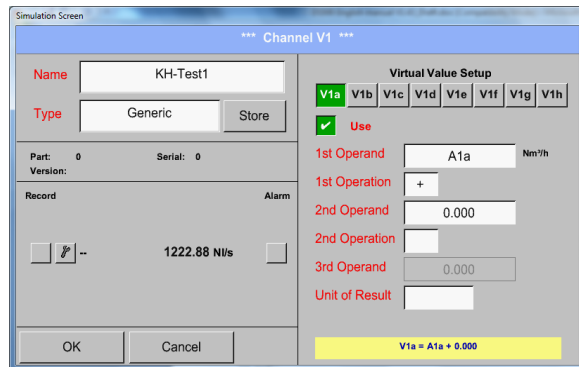 Simulation Screen
*** Channel V1 ***
Name KH-Test1
Type Generic Store
Part: 0 Serial: 0
Version:
Record Alarm
-- 1222.88 Nl/s
OK Cancel
Virtual Value Setup
V1a V1b V1c V1d V1e V1f V1g V1h
✔ Use
1st Operand A1a Nm³/h
1st Operation +
2nd Operand 0.000
2nd Operation
3rd Operand 0.000
Unit of Result
V1a = A1a + 0.000